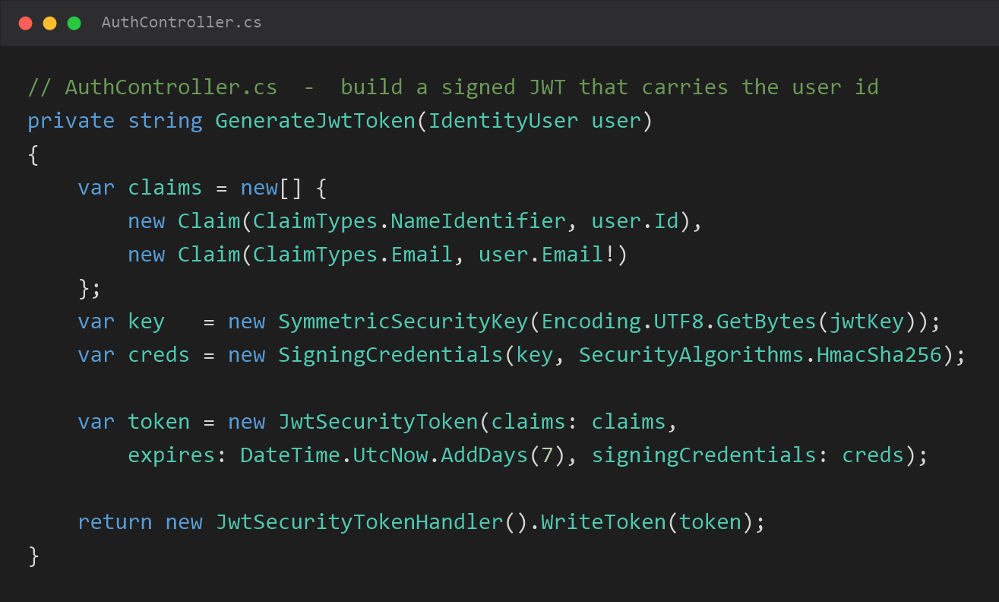 AuthController.cs
// AuthController.cs  -  build a signed JWT that carries the user id
private string GenerateJwtToken(IdentityUser user)
{
    var claims = new[] {
        new Claim(ClaimTypes.NameIdentifier, user.Id),
        new Claim(ClaimTypes.Email, user.Email!)
    };
    var key   = new SymmetricSecurityKey(Encoding.UTF8.GetBytes(jwtKey));
    var creds = new SigningCredentials(key, SecurityAlgorithms.HmacSha256);

    var token = new JwtSecurityToken(claims: claims,
        expires: DateTime.UtcNow.AddDays(7), signingCredentials: creds);

    return new JwtSecurityTokenHandler().WriteToken(token);
}